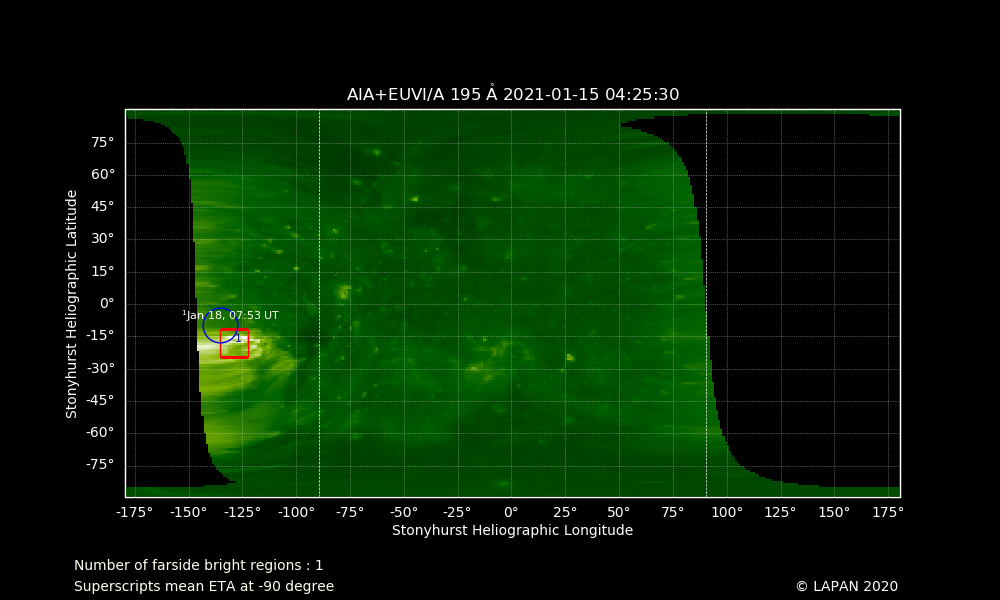 AIA+EUVI/A 195 Å 2021-01-15 04:25:30
75°
60°
45°
30°
15°
0°
-15°
-30°
-45°
-60°
-75°
Stonyhurst Heliographic Latitude
¹Jan 18, 07:53 UT
1
-175° -150° -125° -100° -75° -50° -25° 0° 25° 50° 75° 100° 125° 150° 175°
Stonyhurst Heliographic Longitude
Number of farside bright regions : 1
Superscripts mean ETA at -90 degree
© LAPAN 2020